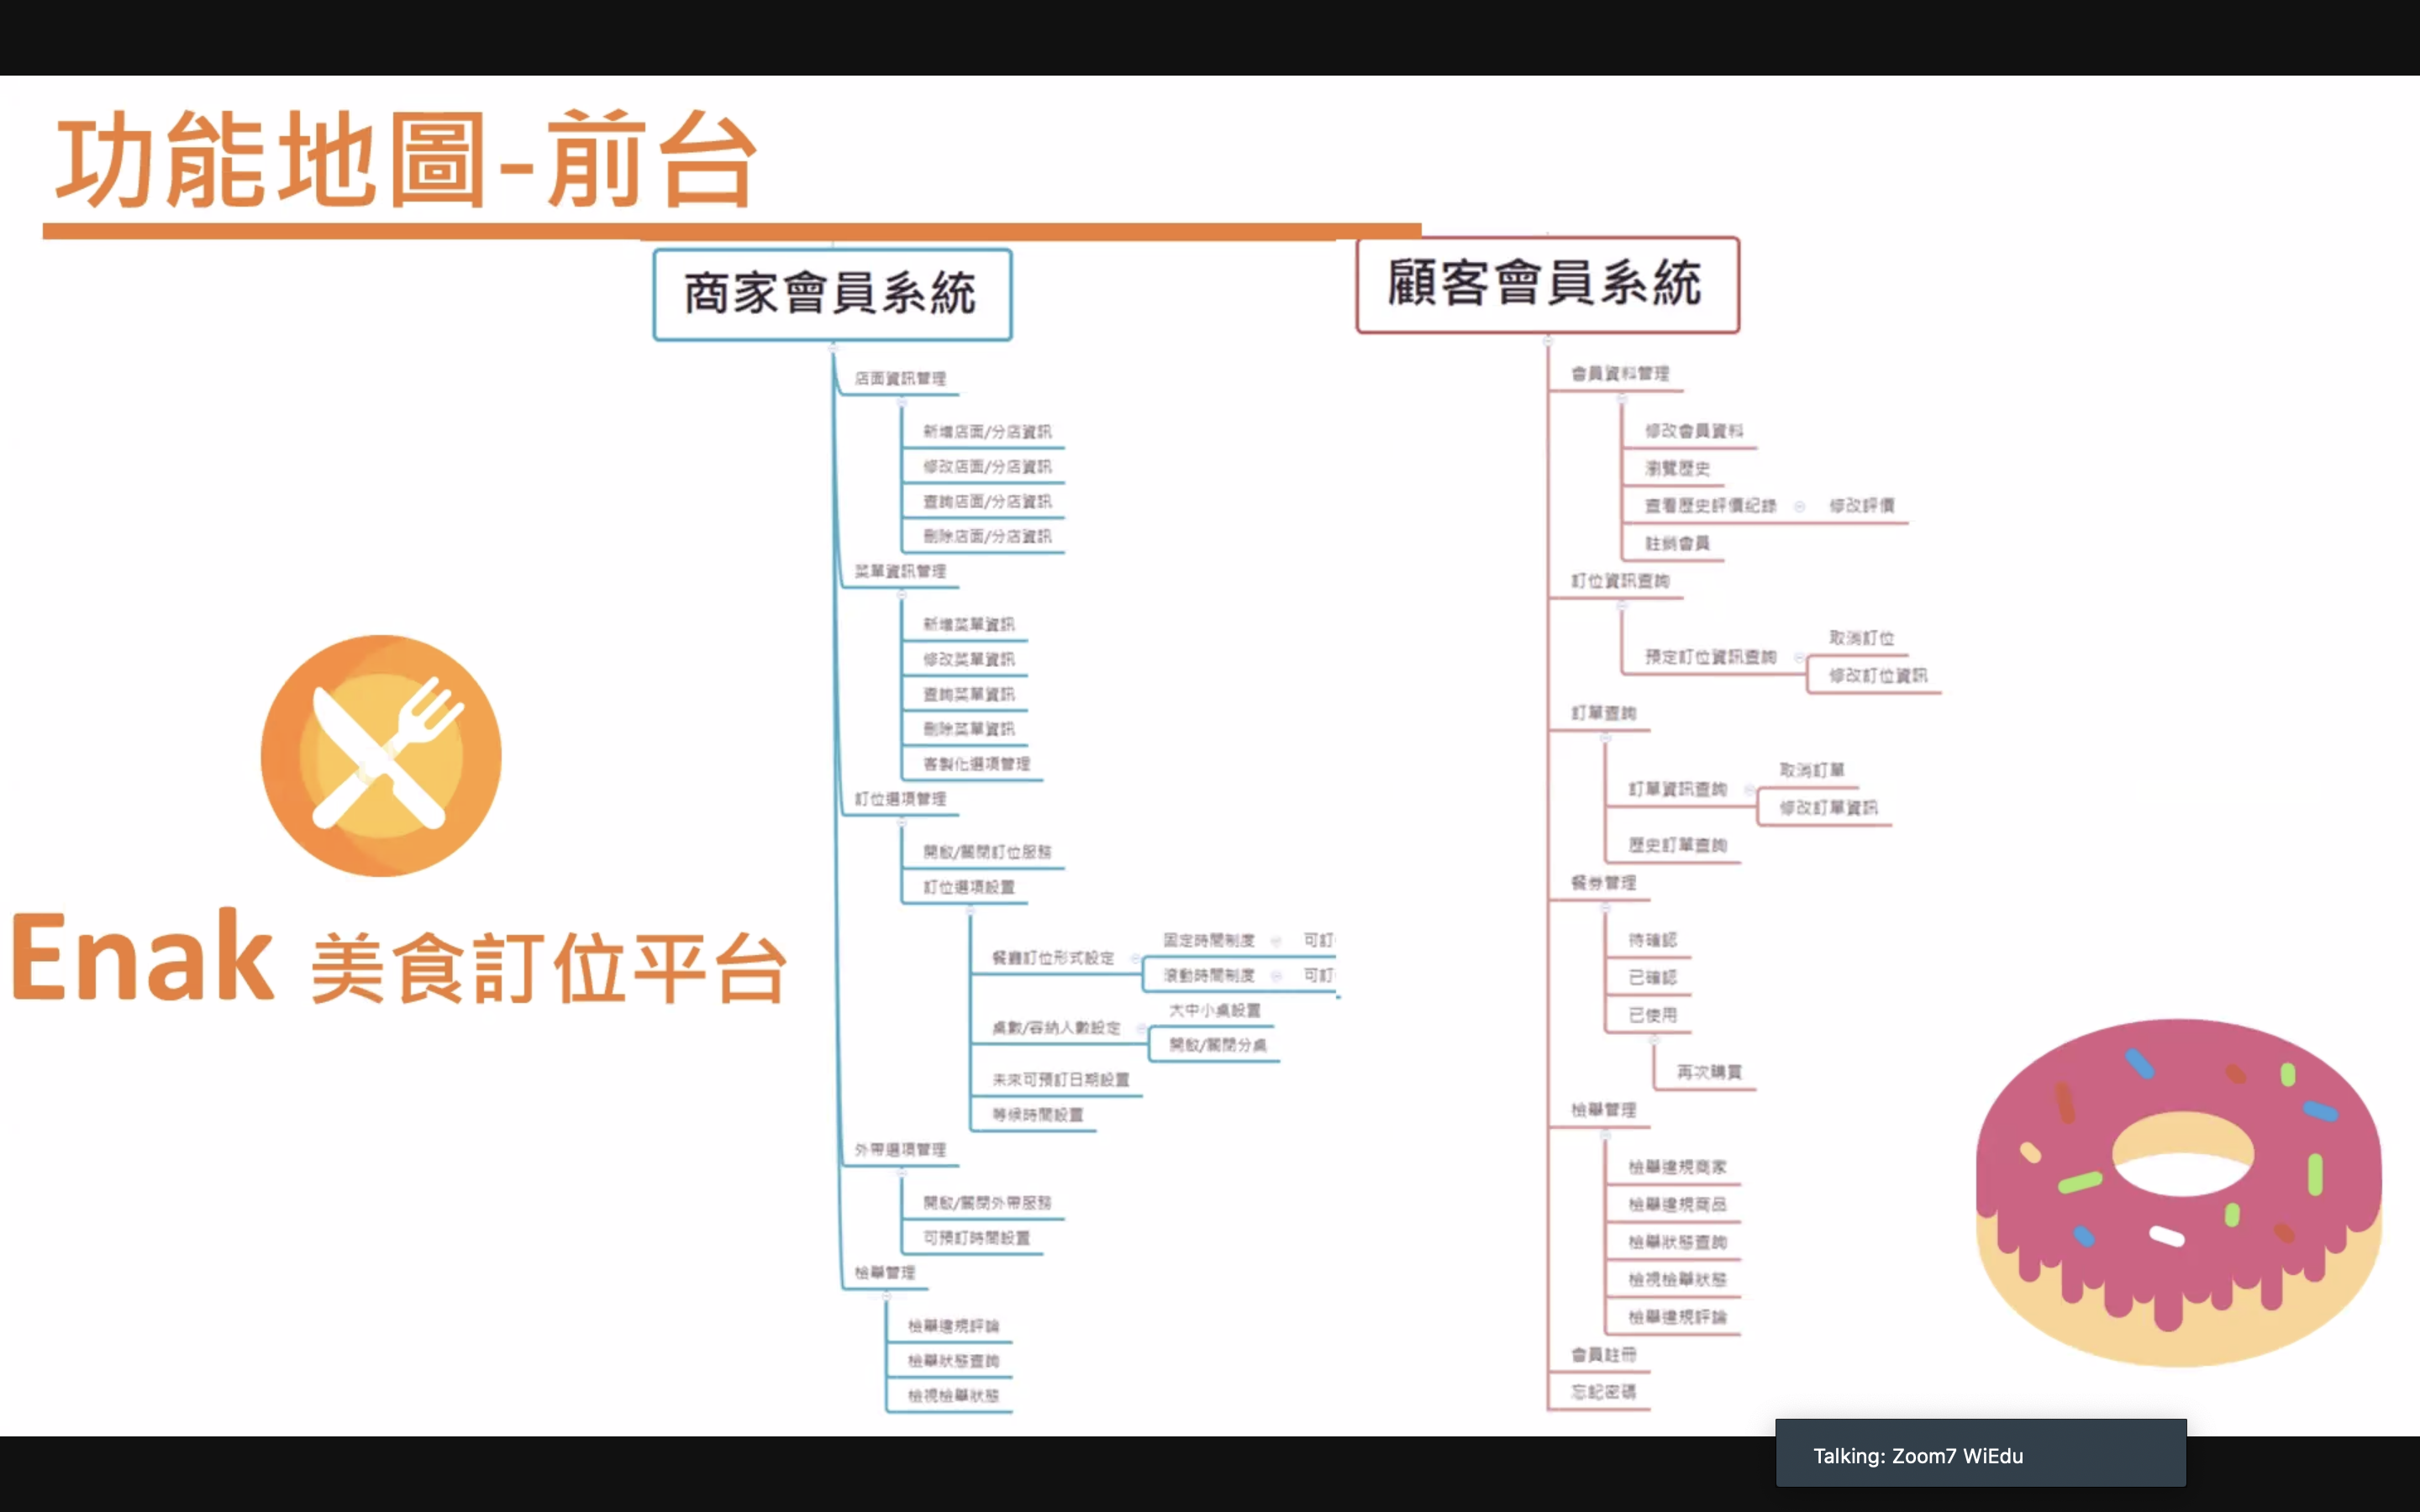 功能地圖-前台
商家會員系統
店面資訊管理
新增店面/分店資訊
修改店面/分店資訊
查詢店面/分店資訊
刪除店面/分店資訊
菜單資訊管理
新增菜單資訊
修改菜單資訊
查詢菜單資訊
刪除菜單資訊
客製化選項管理
訂位選項管理
開啟/關閉訂位服務
訂位選項設置
餐廳訂位形式設定
固定時間制度
可訂
滾動時間制度
可訂
桌數/容納人數設定
大中小桌設置
開啟/關閉分桌
未來可預訂日期設置
等候時間設置
外帶選項管理
開啟/關閉外帶服務
可預訂時間設置
檢舉管理
檢舉違規評論
檢舉狀態查詢
檢視檢舉狀態
顧客會員系統
會員資料管理
修改會員資料
瀏覽歷史
查看歷史評價紀錄
修改評價
註銷會員
訂位資訊查詢
預定訂位資訊查詢
取消訂位
修改訂位資訊
訂單查詢
訂單資訊查詢
取消訂單
修改訂單資訊
歷史訂單查詢
餐券管理
待確認
已確認
已使用
再次購買
檢舉管理
檢舉違規商家
檢舉違規商品
檢舉狀態查詢
檢視檢舉狀態
檢舉違規評論
會員註冊
忘記密碼
Enak 美食訂位平台
Talking: Zoom7 WiEdu